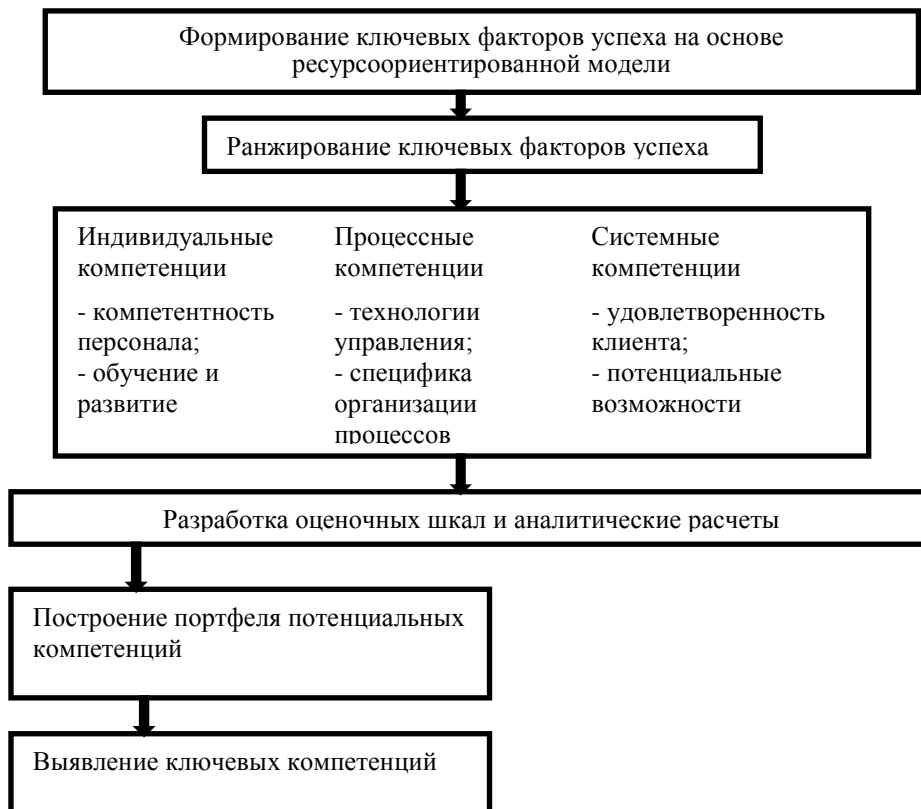 Формирование ключевых факторов успеха на основе
ресурсоориентированной модели
Ранжирование ключевых факторов успеха
Индивидуальные
компетенции
- компетентность
персонала;
- обучение и
развитие
Процессные
компетенции
- технологии
управления;
- специфика
организации
процессов
Системные
компетенции
- удовлетворенность
клиента;
- потенциальные
возможности
Разработка оценочных шкал и аналитические расчеты
Построение портфеля потенциальных
компетенций
Выявление ключевых компетенций